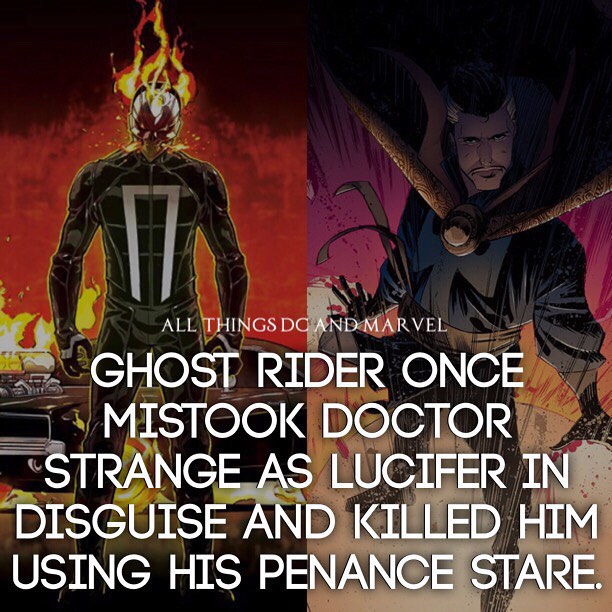 ALL THINGS DC AND MARVEL
GHOST RIDER ONCE
MISTOOK DOCTOR
STRANGE AS LUCIFER IN
DISGUISE AND KILLED HIM
USING HIS PENANCE STARE.